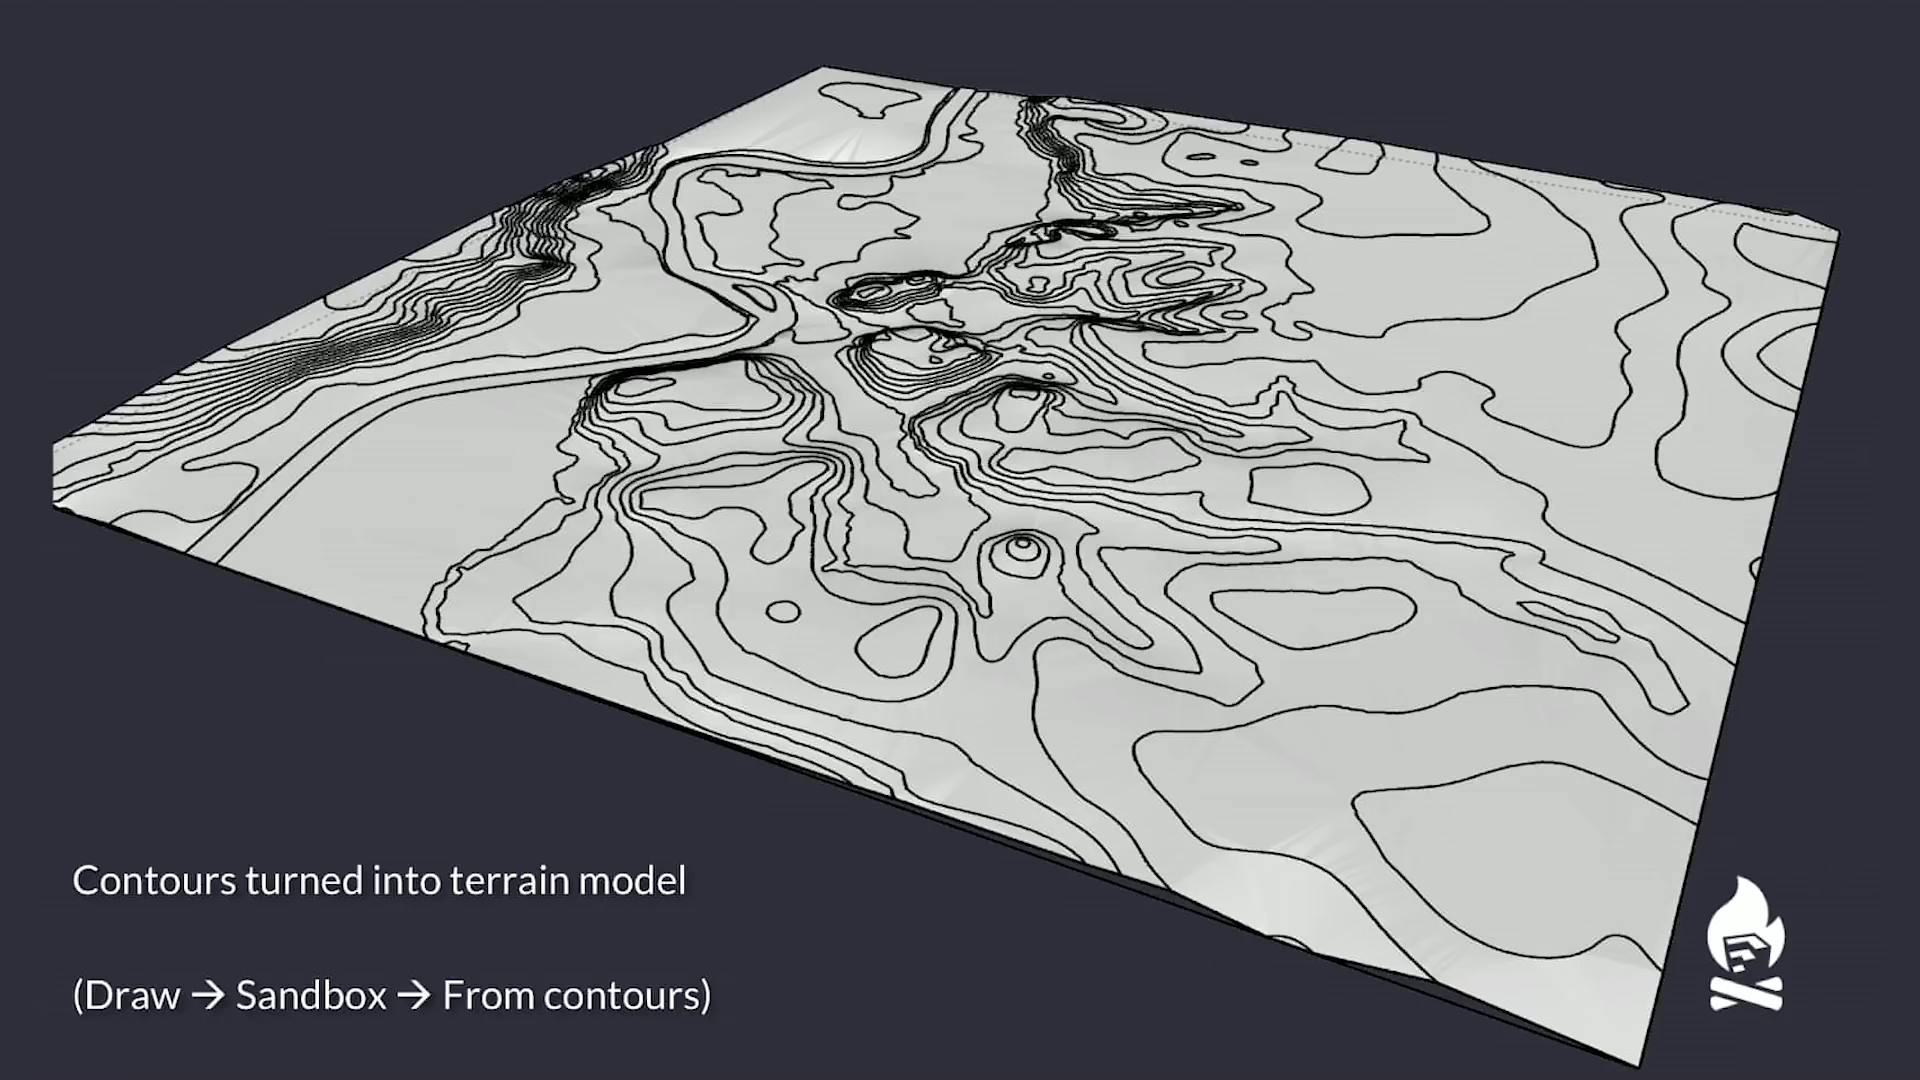 Contours turned into terrain model
(Draw → Sandbox → From contours)